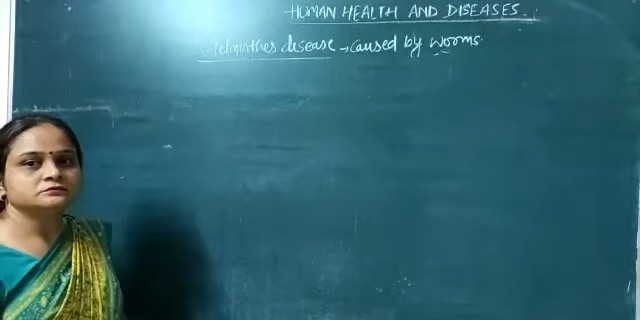 -HUMAN HEALTH AND DISEASES.
- Helminthes disease - caused by worms.